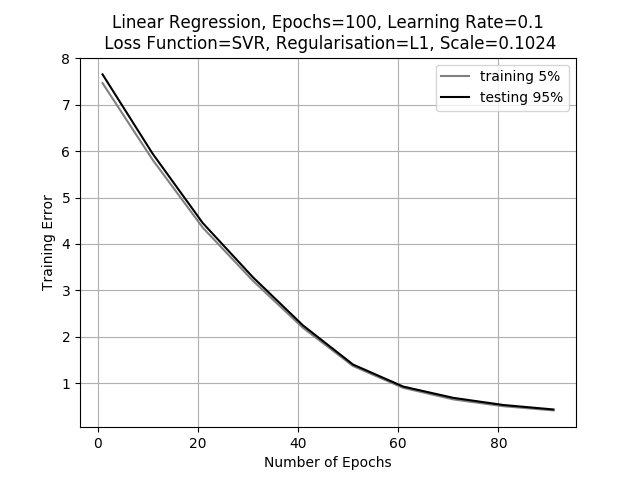 Linear Regression, Epochs=100, Learning Rate=0.1
Loss Function=SVR, Regularisation=L1, Scale=0.1024
training 5%
testing 95%
Training Error
8
7
6
5
4
3
2
1
0 20 40 60 80
Number of Epochs